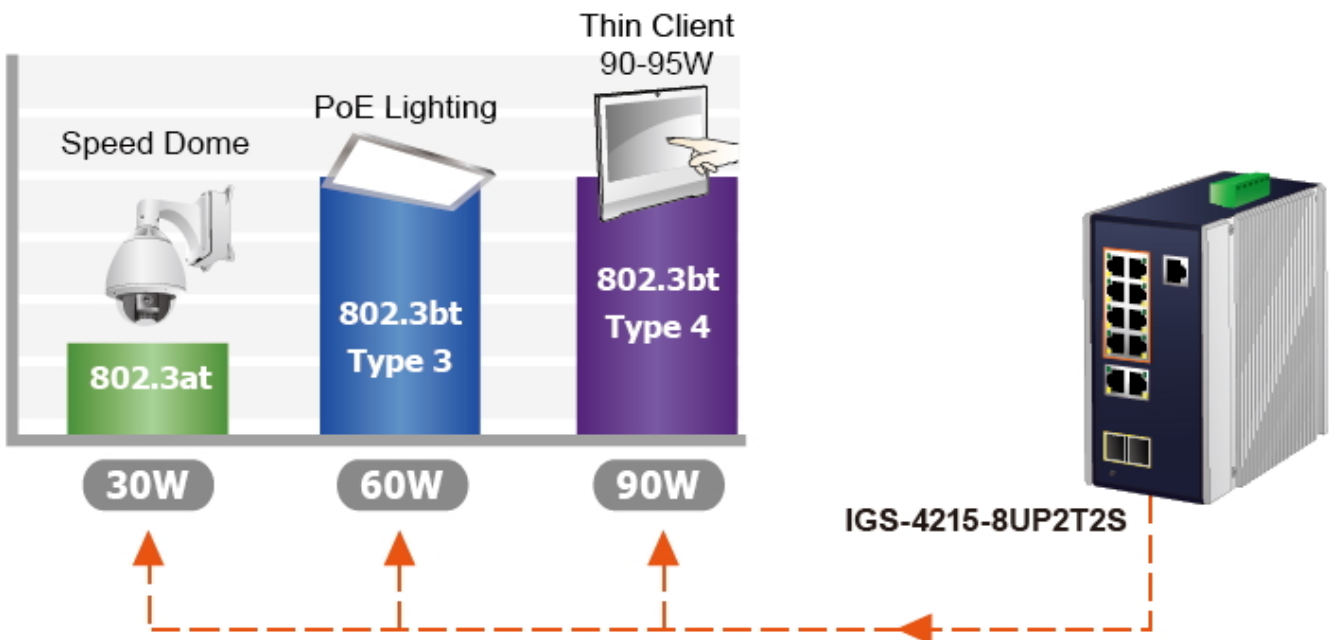 Thin Client
90-95W
PoE Lighting
Speed Dome
802.3at
802.3bt
Type 3
802.3bt
Type 4
30W
60W
90W
IGS-4215-8UP2T2S